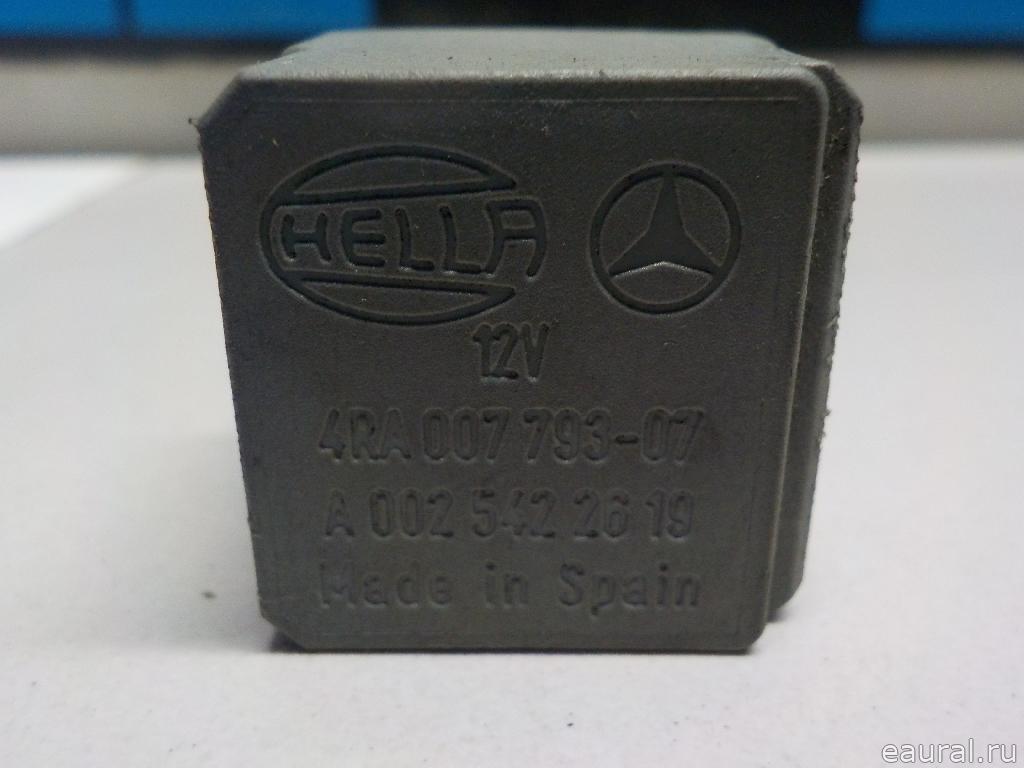 HELLA
12V
4RA 007 793-07
A 002 542 26 19
Made in Spain
eaural.ru